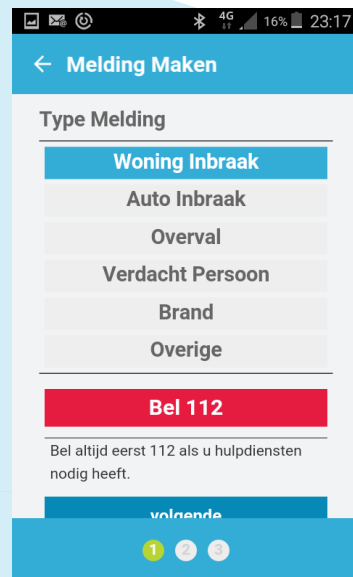 4G 16% 23:17
← Melding Maken
Type Melding
Woning Inbraak
Auto Inbraak
Overval
Verdacht Persoon
Brand
Overige
Bel 112
Bel altijd eerst 112 als u hulpdiensten
nodig heeft.
volgende
1 2 3